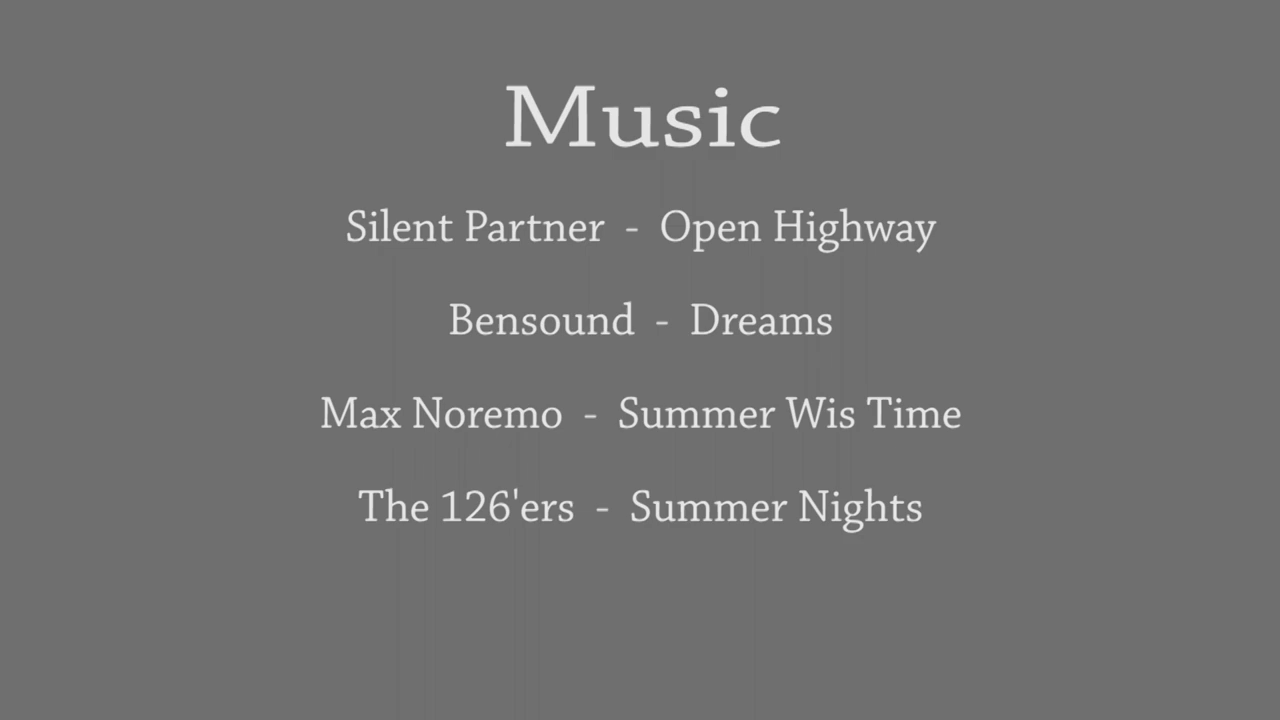 Music
Silent Partner - Open Highway
Bensound - Dreams
Max Noremo - Summer Wis Time
The 126'ers - Summer Nights